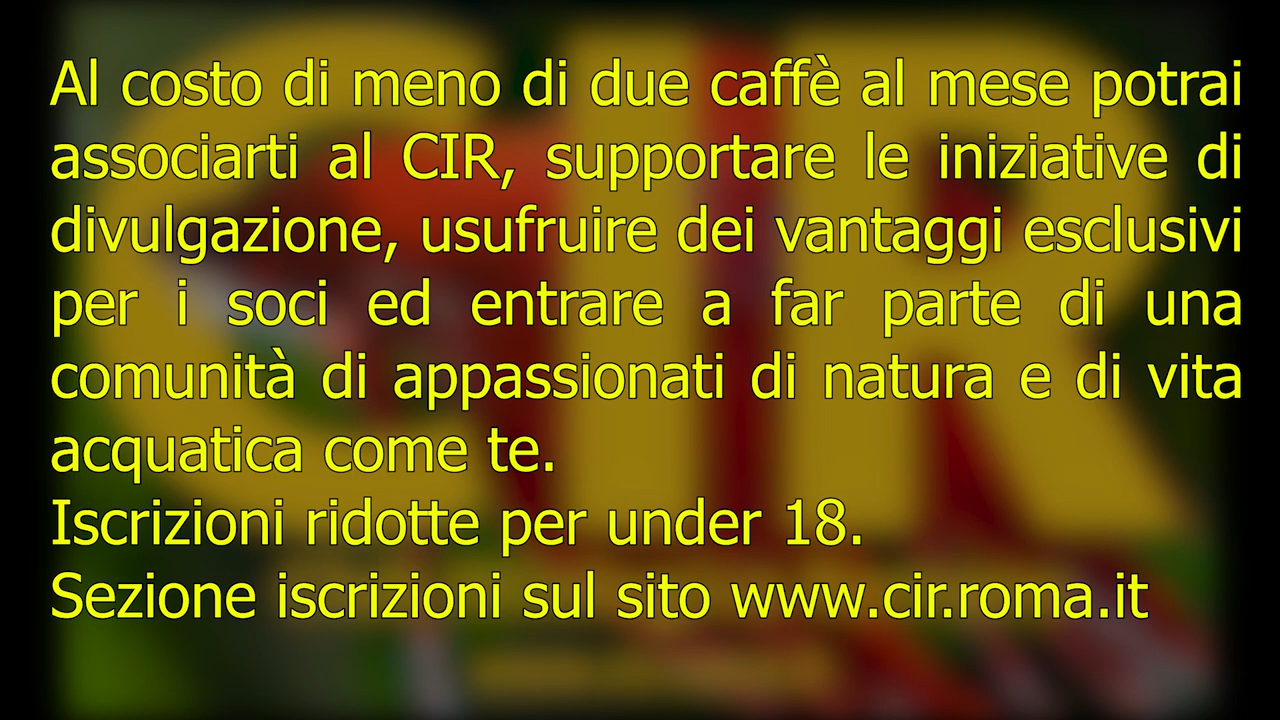 Al costo di meno di due caffè al mese potrai
associarti al CIR, supportare le iniziative di
divulgazione, usufruire dei vantaggi esclusivi
per i soci ed entrare a far parte di una
comunità di appassionati di natura e di vita
acquatica come te.
Iscrizioni ridotte per under 18.
Sezione iscrizioni sul sito www.cir.roma.it
CIR